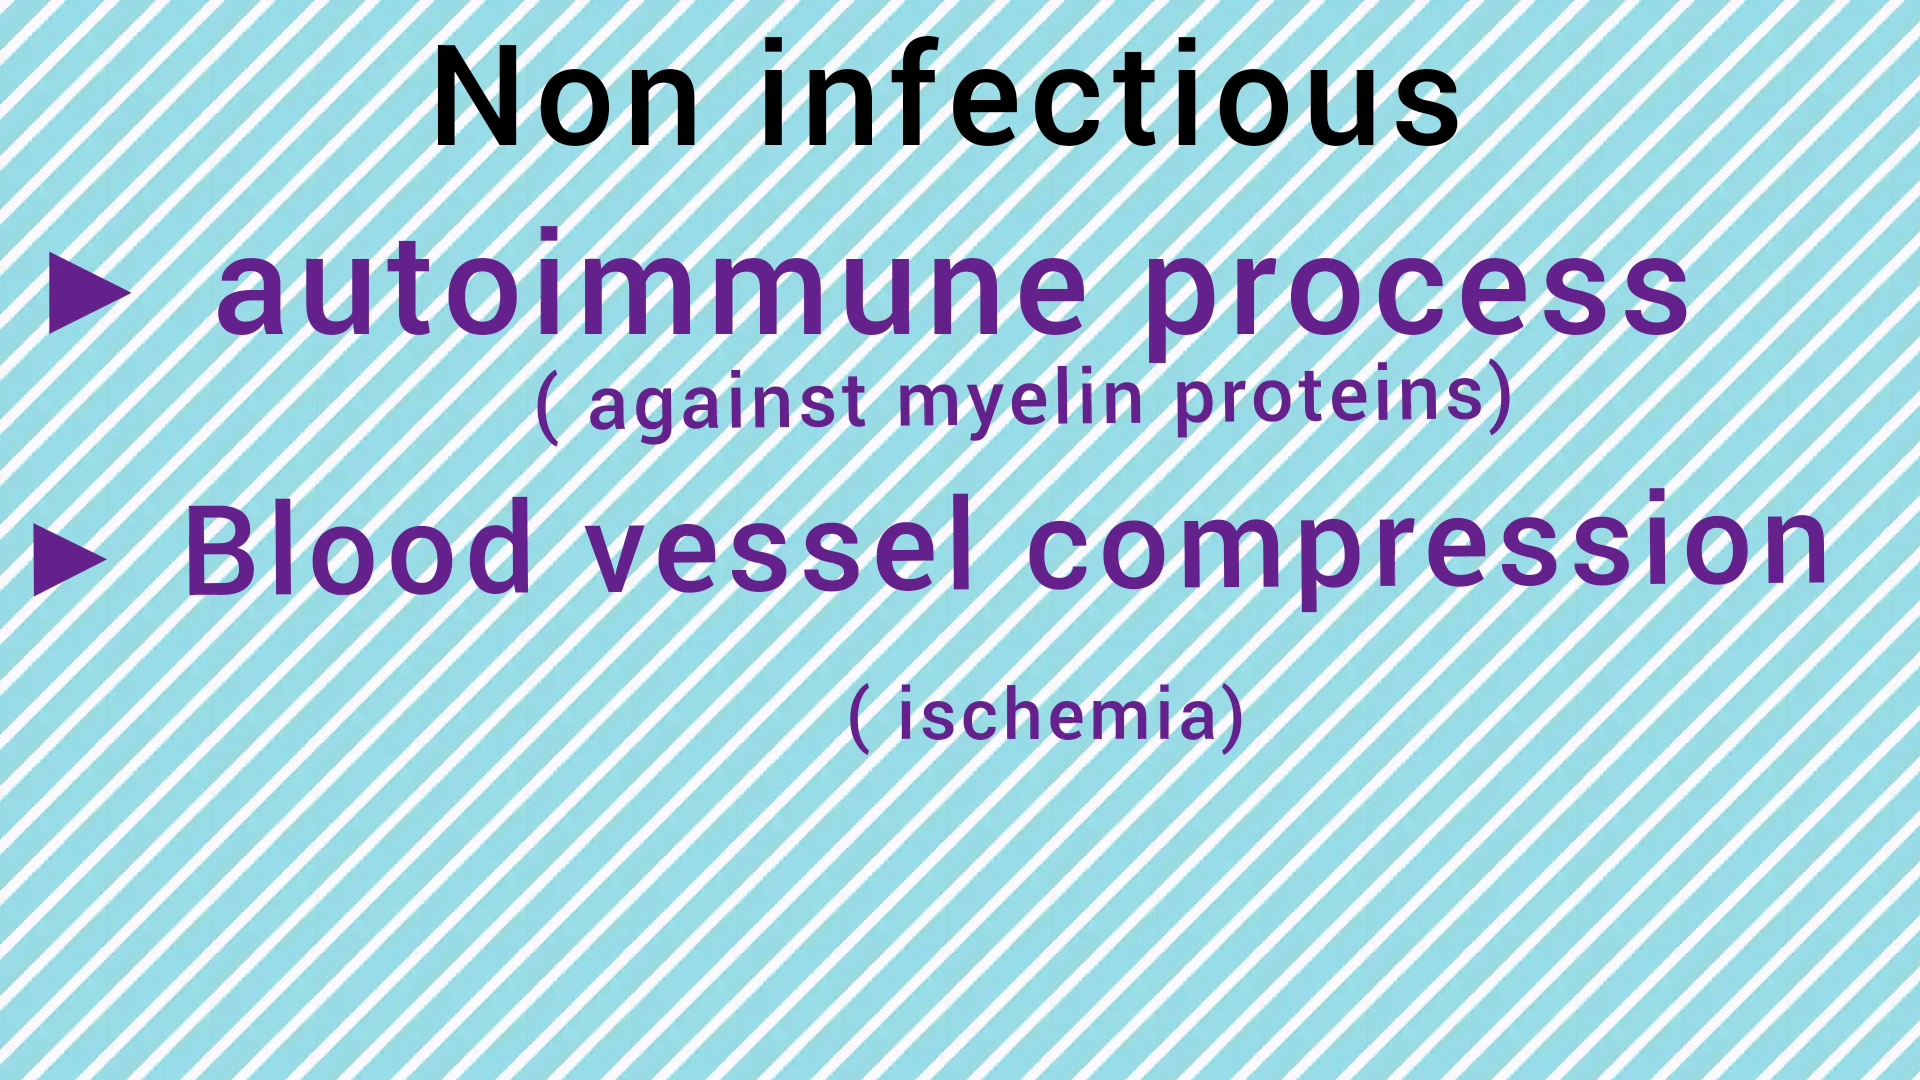 Non infectious
► autoimmune process
( against myelin proteins)
► Blood vessel compression
( ischemia)